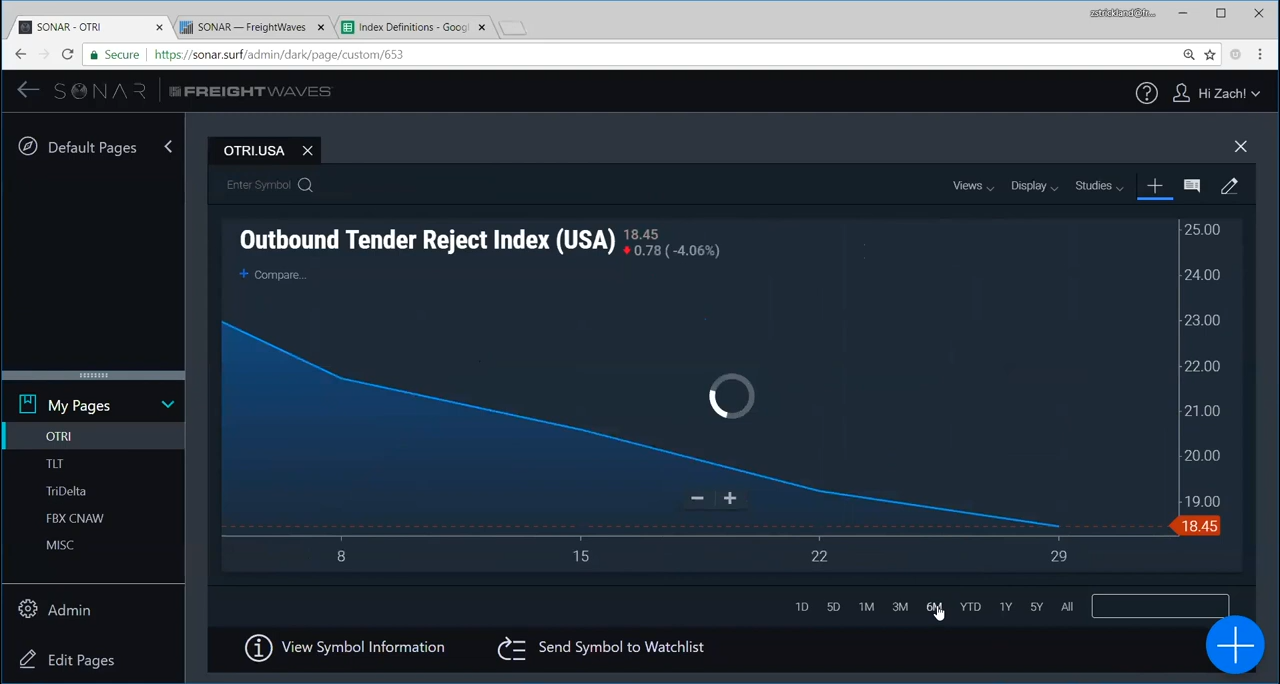 zstrickland@fr...
SONAR - OTRI
SONAR — FreightWaves
Index Definitions - Googl
Secure
https://sonar.surf/admin/dark/page/custom/653
SONAR
FREIGHTWAVES
Hi Zach!
Default Pages
OTRI.USA
Enter Symbol
Views
Display
Studies
Outbound Tender Reject Index (USA)
18.45
0.78 ( -4.06%)
+ Compare...
25.00
24.00
23.00
22.00
21.00
20.00
19.00
18.45
8
15
22
29
My Pages
OTRI
TLT
TriDelta
FBX CNAW
MISC
Admin
Edit Pages
1D 5D 1M 3M 6M YTD 1Y 5Y All
View Symbol Information
Send Symbol to Watchlist